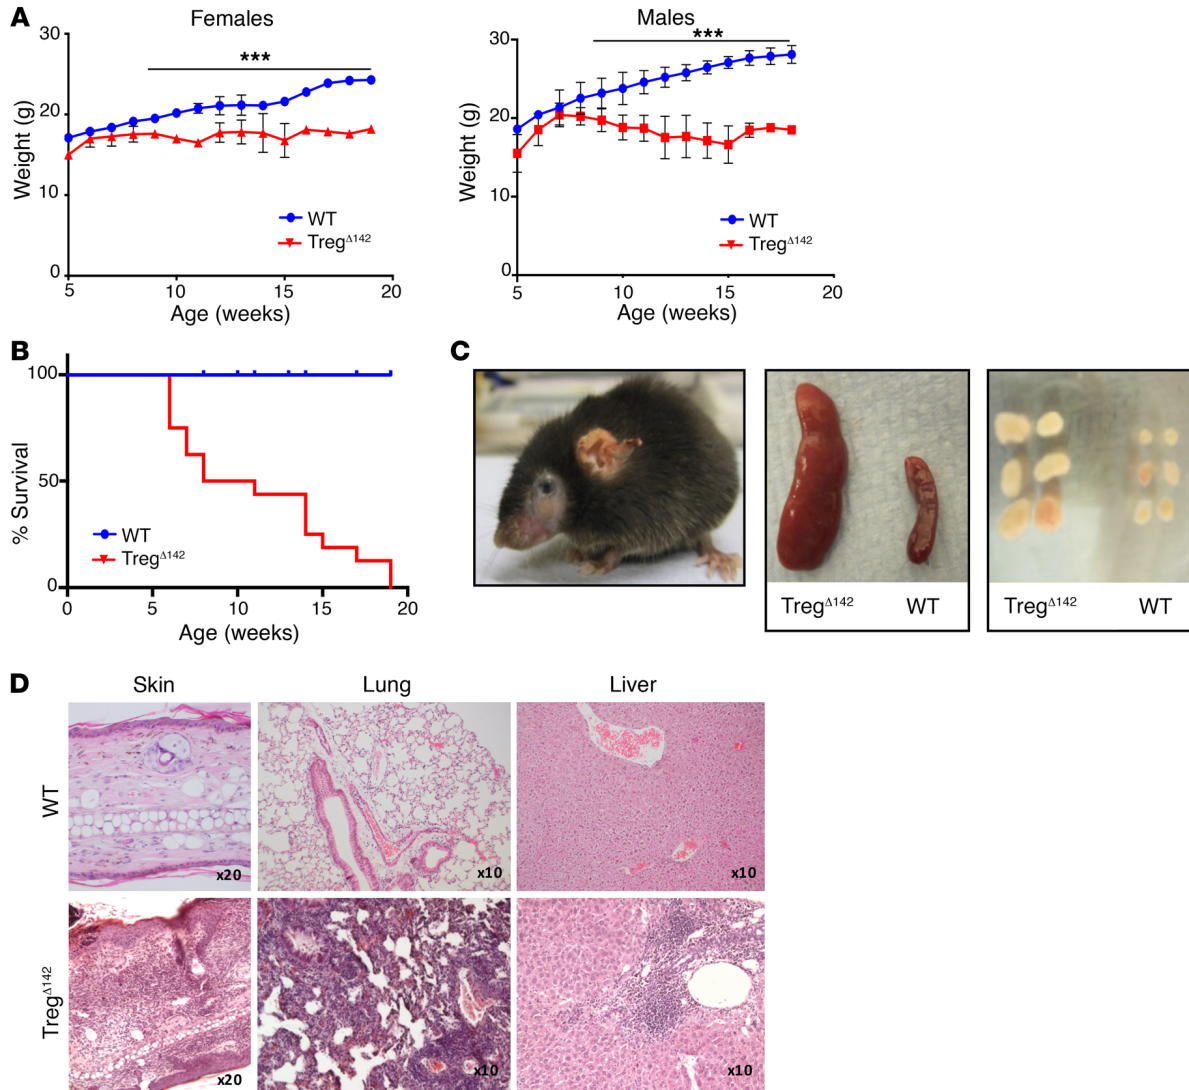 A
Females
30
20
10
0
5
10
15
20
Weight (g)
Age (weeks)
***
WT
TregΔ142
Males
30
20
10
0
5
10
15
20
Weight (g)
Age (weeks)
***
WT
TregΔ142
B
100
50
0
0
5
10
15
20
% Survival
Age (weeks)
WT
TregΔ142
C
TregΔ142 WT
TregΔ142 WT
D
Skin Lung Liver
WT
x20 x10 x10
TregΔ142
x20 x10 x10